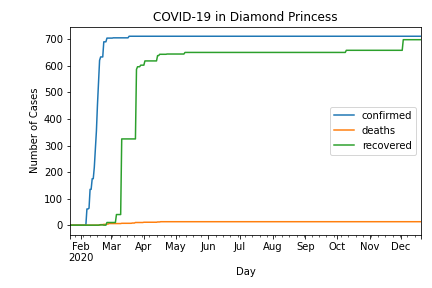 COVID-19 in Diamond Princess
700
600
500
400
300
200
100
0
Number of Cases
confirmed
deaths
recovered
Feb Mar Apr May Jun Jul Aug Sep Oct Nov Dec
2020
Day